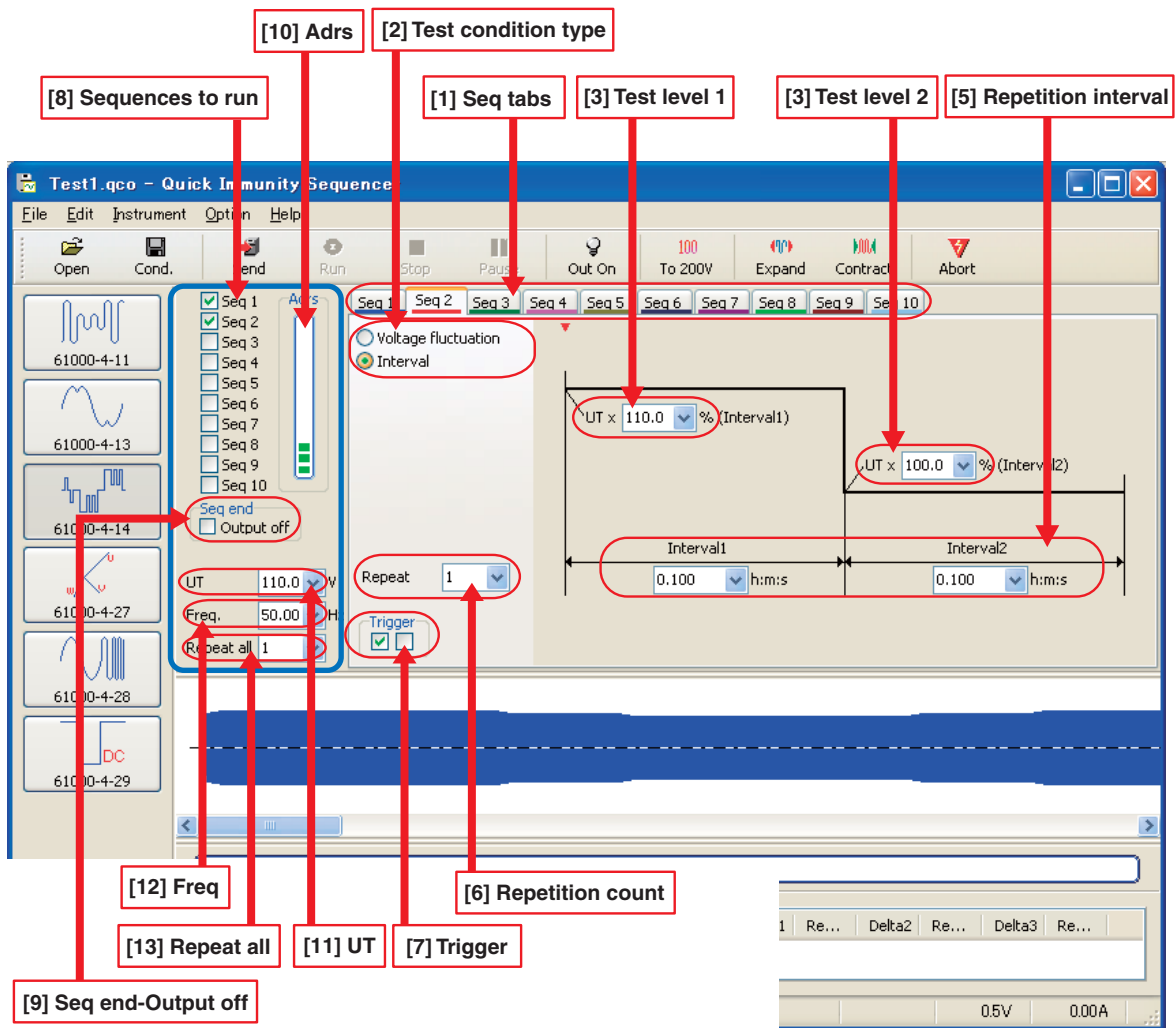 [10] Adrs
[2] Test condition type
[8] Sequences to run
[1] Seq tabs
[3] Test level 1
[3] Test level 2
[5] Repetition interval
Test1.qco - Quick Immunity Sequence
File Edit Instrument Option Help
Open Cond. Run Stop Out On 100 To 200V Expand Contract Abort
Seq 1
Seq 2
Seq 3
Seq 4
Seq 5
Seq 6
Seq 7
Seq 8
Seq 9
Seq 10
Adrs
Seq end
Output off
UT 110.0 V
Freq. 50.00 Hz
Repeat all 1
Seq 1 Seq 2 Seq 3 Seq 4 Seq 5 Seq 6 Seq 7 Seq 8 Seq 9 Seq 10
Voltage fluctuation
Interval
UT x 110.0 % (Interval1)
UT x 100.0 % (Interval2)
Interval1 Interval2
0.100 h:m:s 0.100 h:m:s
Repeat 1
Trigger
61000-4-11
61000-4-13
61000-4-14
61000-4-27
61000-4-28
DC
61000-4-29
[12] Freq
[6] Repetition count
[13] Repeat all
[11] UT
[7] Trigger
[9] Seq end-Output off
1 Re... Delta2 Re... Delta3 Re...
0.5V 0.00A